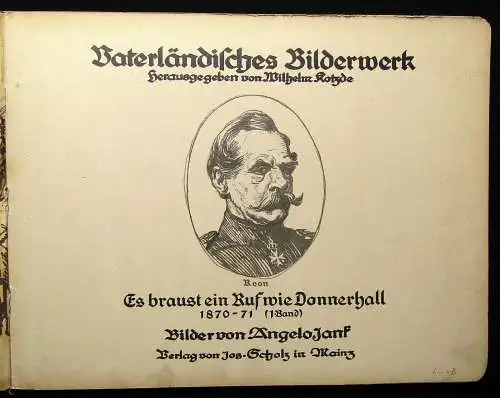 Vaterländisches Bilderwerk
Herausgegeben von Wilhelm Kotzde
Roon
Es braust ein Ruf wie Donnerhall
1870-71 (1·Band)
Bilder von Angelo Jank
Verlag von Jos·Scholz in Mainz